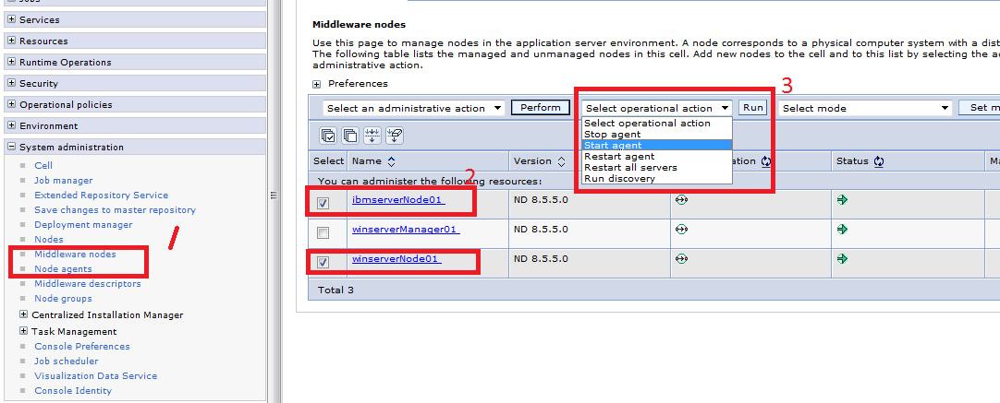 Jobs
Services
Resources
Runtime Operations
Security
Operational policies
Environment
System administration
Cell
Job manager
Extended Repository Service
Save changes to master repository
Deployment manager
Nodes
Middleware nodes
Node agents
Middleware descriptors
Node groups
Centralized Installation Manager
Task Management
Console Preferences
Job scheduler
Visualization Data Service
Console Identity
1
Middleware nodes
Use this page to manage nodes in the application server environment. A node corresponds to a physical computer system with a dist
The following table lists the managed and unmanaged nodes in this cell. Add new nodes to the cell and to this list by selecting the ad
administrative action.
Preferences
3
Select an administrative action Perform Select operational action Run Select mode Set m
Select operational action
Stop agent
Start agent
Restart agent
Restart all servers
Run discovery
Select Name Version ation Status Ma
You can administer the following resources:
2
ibmserverNode01 ND 8.5.5.0
winserverManager01 ND 8.5.5.0
winserverNode01 ND 8.5.5.0
Total 3